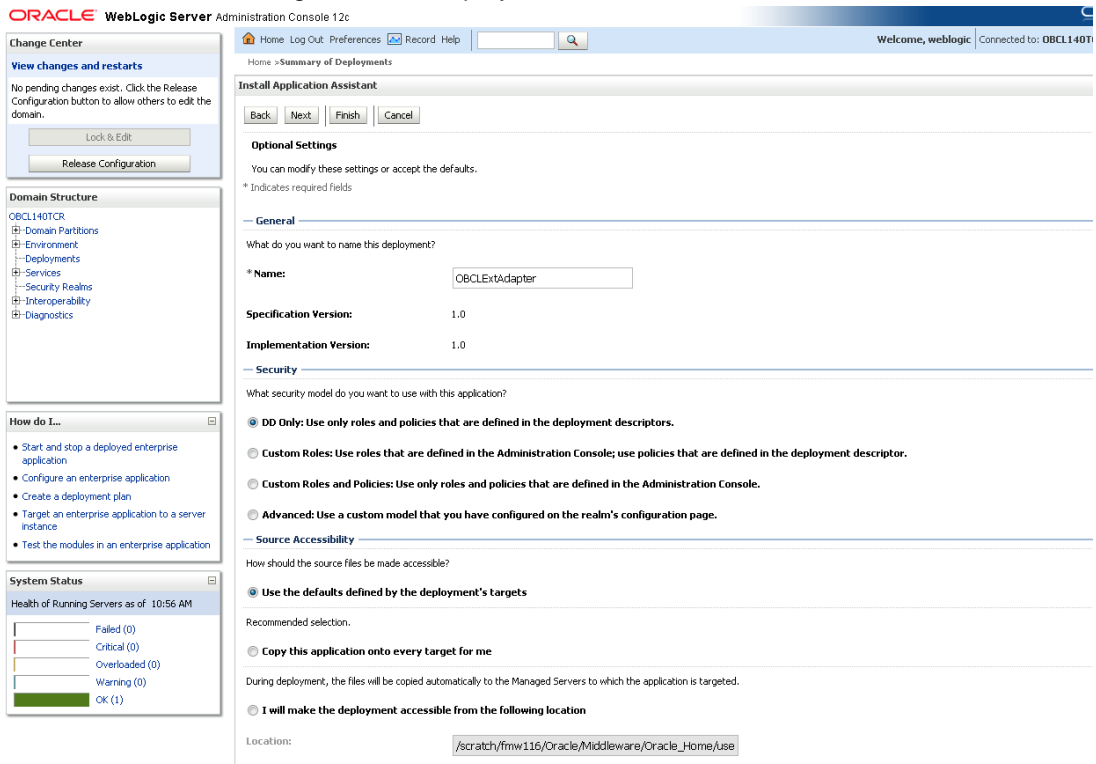 ORACLE WebLogic Server Administration Console 12c
Change Center
View changes and restarts
No pending changes exist. Click the Release
Configuration button to allow others to edit the
domain.
Lock & Edit
Release Configuration
Domain Structure
OBCL140TCR
Domain Partitions
Environment
Deployments
Services
Security Realms
Interoperability
Diagnostics
How do I...
Start and stop a deployed enterprise
application
Configure an enterprise application
Create a deployment plan
Target an enterprise application to a server
instance
Test the modules in an enterprise application
System Status
Health of Running Servers as of 10:56 AM
Failed (0)
Critical (0)
Overloaded (0)
Warning (0)
OK (1)
Home Log Out Preferences Record Help
Welcome, weblogic Connected to: OBCL140T
Home >Summary of Deployments
Install Application Assistant
Back Next Finish Cancel
Optional Settings
You can modify these settings or accept the defaults.
* Indicates required fields
General
What do you want to name this deployment?
* Name: OBCLExtAdapter
Specification Version: 1.0
Implementation Version: 1.0
Security
What security model do you want to use with this application?
DD Only: Use only roles and policies that are defined in the deployment descriptors.
Custom Roles: Use roles that are defined in the Administration Console; use policies that are defined in the deployment descriptor.
Custom Roles and Policies: Use only roles and policies that are defined in the Administration Console.
Advanced: Use a custom model that you have configured on the realm's configuration page.
Source Accessibility
How should the source files be made accessible?
Use the defaults defined by the deployment's targets
Recommended selection.
Copy this application onto every target for me
During deployment, the files will be copied automatically to the Managed Servers to which the application is targeted.
I will make the deployment accessible from the following location
Location: /scratch/fmw116/Oracle/Middleware/Oracle_Home/use